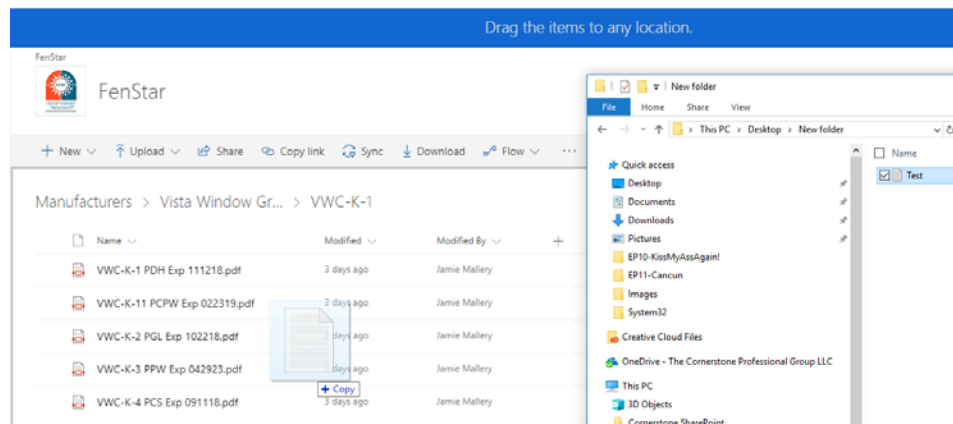 Drag the items to any location.
FenStar
FenStar
New
Upload
Share
Copy link
Sync
Download
Flow
...
Manufacturers > Vista Window Gr... > VWC-K-1
Name
Modified
Modified By
VWC-K-1 PDH Exp 111218.pdf
3 days ago
Jamie Mallery
VWC-K-11 PCPW Exp 022319.pdf
3 days ago
Jamie Mallery
VWC-K-2 PGL Exp 102218.pdf
days ago
Jamie Mallery
VWC-K-3 PPW Exp 042923.pdf
days ago
Jamie Mallery
+ Copy
VWC-K-4 PCS Exp 091118.pdf
3 days ago
Jamie Mallery
New folder
File
Home
Share
View
This PC > Desktop > New folder
Quick access
Desktop
Documents
Downloads
Pictures
EP10-KissMyAssAgain!
EP11-Cancun
Images
System32
Creative Cloud Files
OneDrive - The Cornerstone Professional Group LLC
This PC
3D Objects
Cornerstone SharePoint
Name
Test